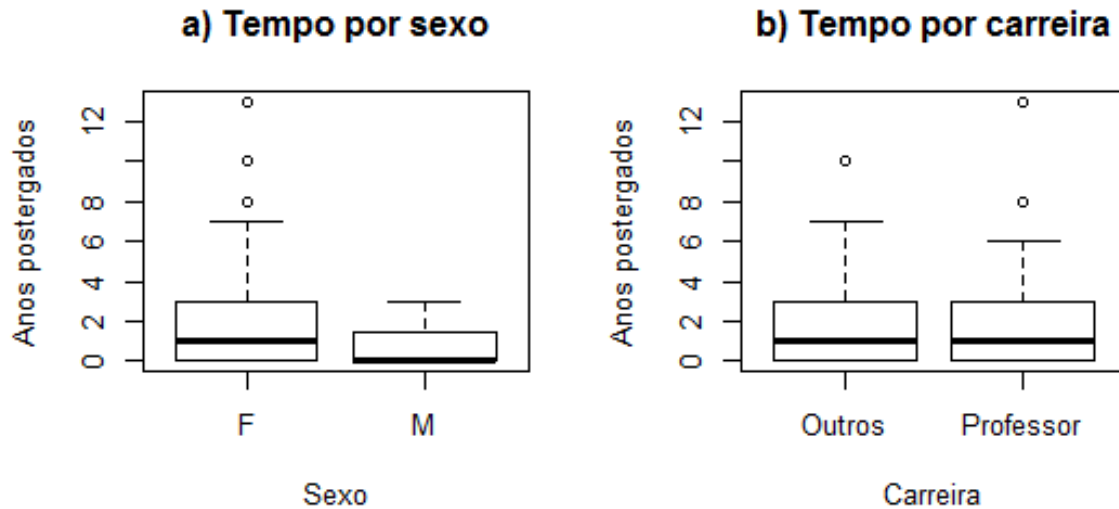 a) Tempo por sexo
Anos postergados
12
8
6
4
2
0
F M
Sexo
b) Tempo por carreira
Anos postergados
12
8
6
4
2
0
Outros Professor
Carreira